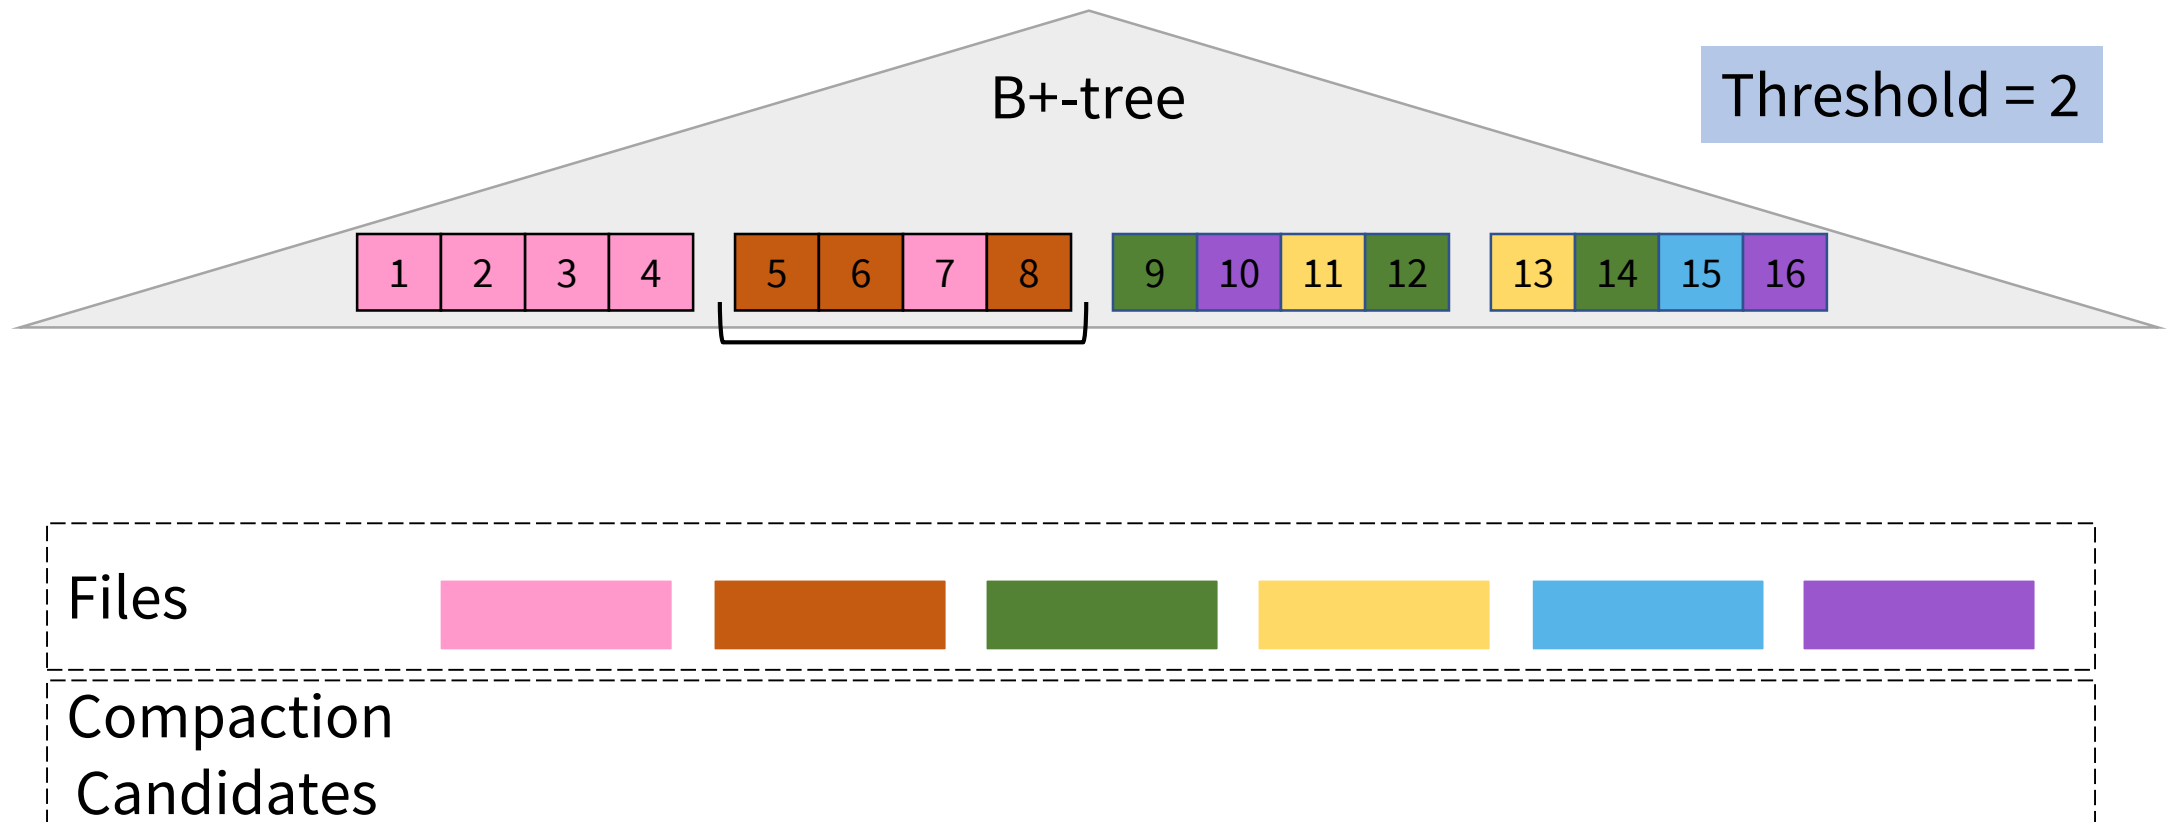 B+-tree
Threshold = 2
1 2 3 4 5 6 7 8 9 10 11 12 13 14 15 16
Files
Compaction
Candidates